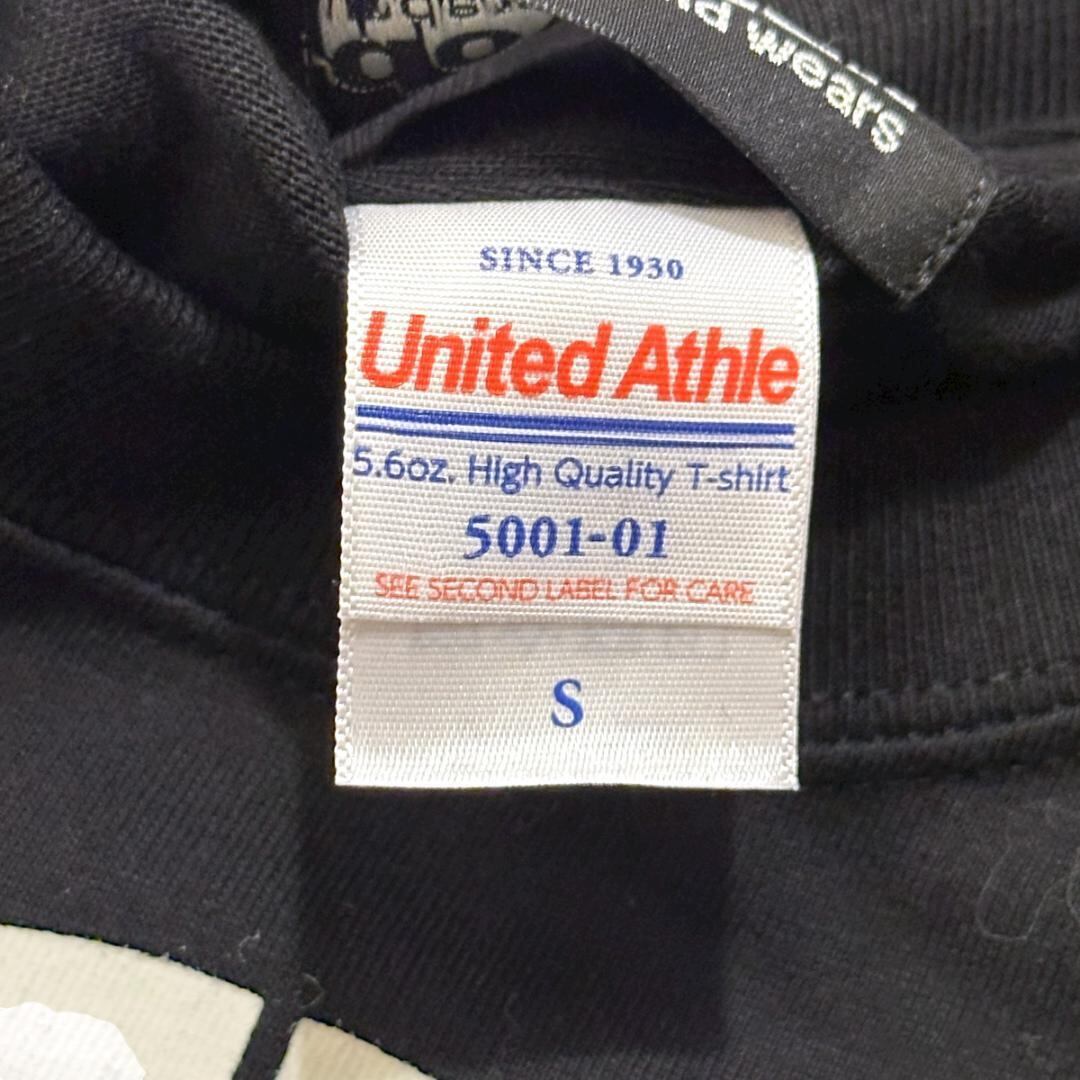 wears
SINCE 1930
United Athle
5.6oz. High Quality T-shirt
5001-01
SEE SECOND LABEL FOR CARE
S